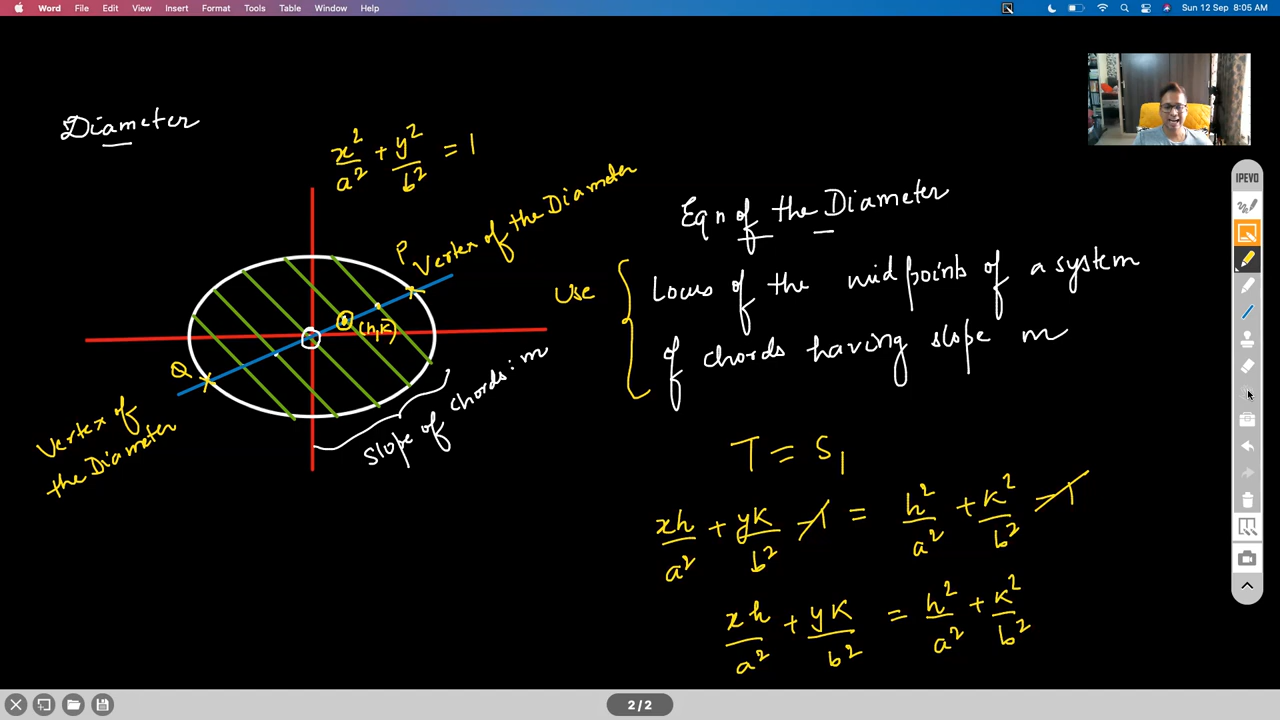 Word File Edit View Insert Format Tools Table Window Help
Sun 12 Sep 8:05 AM
IPEVO
Diameter
x²/a² + y²/b² = 1
P
Vertex of the Diameter
(h,k)
Q
Vertex of
the Diameter
Slope of chords: m
Eqn of the Diameter
Use
Locus of the midpoints of a system
of chords having slope m
T = S₁
xh/a² + yk/b² - 1 = h²/a² + k²/b² - 1
xh/a² + yk/b² = h²/a² + k²/b²
2 / 2